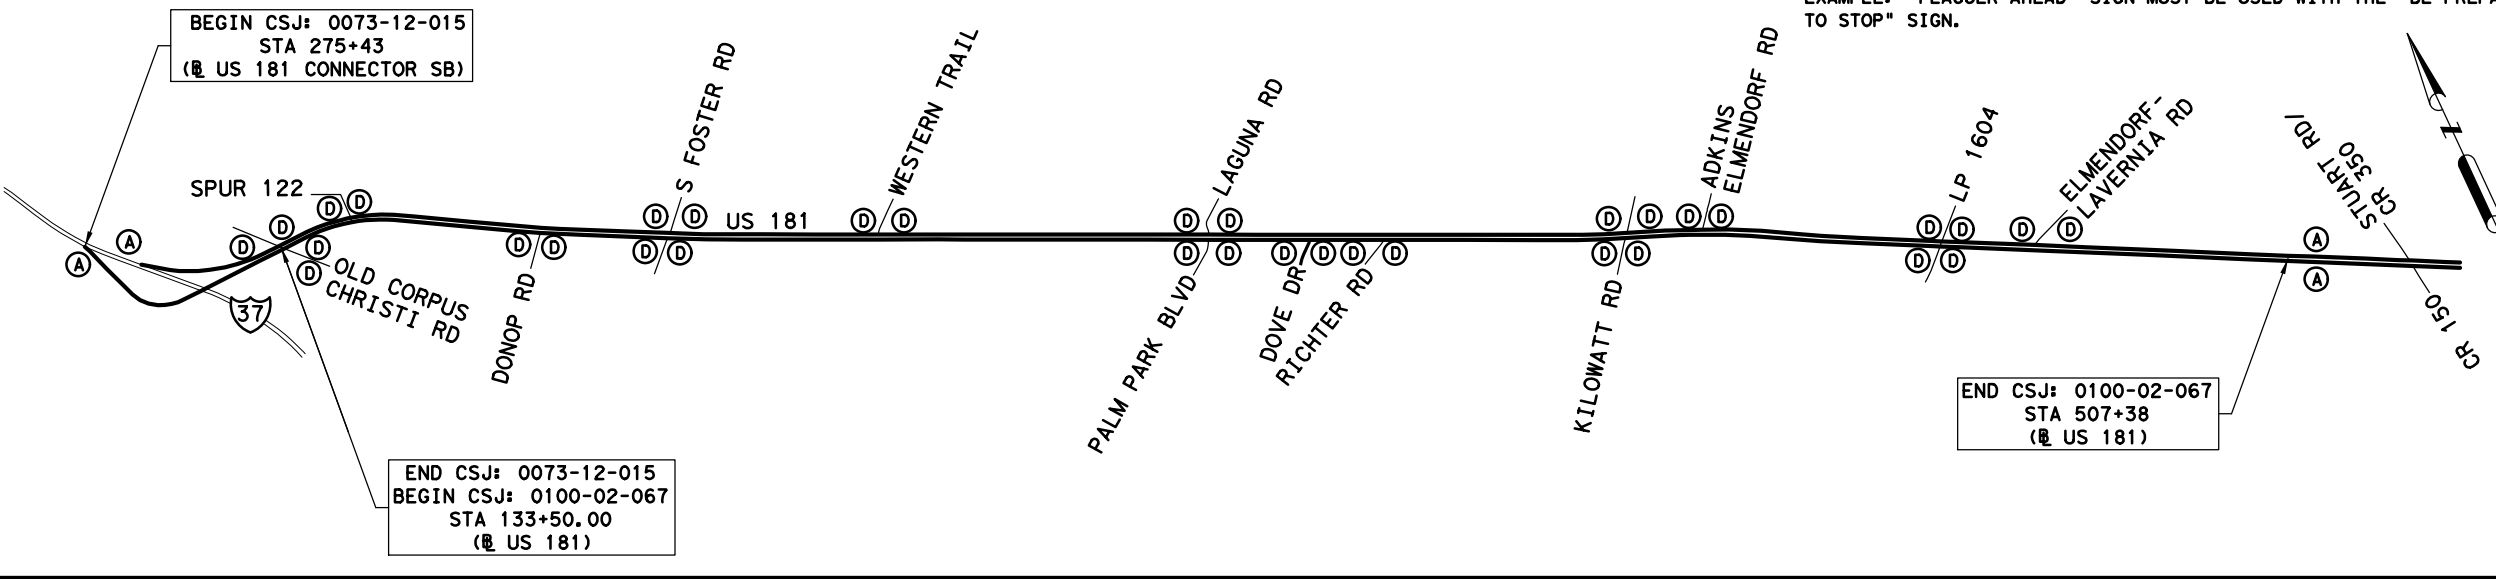 TO STOP" SIGN.
BEGIN CSJ: 0073-12-015
STA 275+43
(BL US 181 CONNECTOR SB)
SPUR 122
S FOSTER RD
US 181
WESTERN TRAIL
LAGUNA RD
ADKINS
ELMENDORF RD
LP 1604
ELMENDORF-
LAVERNIA RD
CR 350
STUART RD)
CR 150
N
A
A
D
D
D
D
D
D
OLD CORPUS
CHRISTI RD
37
D
D
DONOP RD
D
D
D
D
D
D
D
D
D
D
PALM PARK BLVD
D
D
DOVE DR
D
D
RICHTER RD
D
D
D
D
KILOWATT RD
D
D
D
D
D
D
D
D
A
A
END CSJ: 0073-12-015
BEGIN CSJ: 0100-02-067
STA 133+50.00
(BL US 181)
END CSJ: 0100-02-067
STA 507+38
(BL US 181)